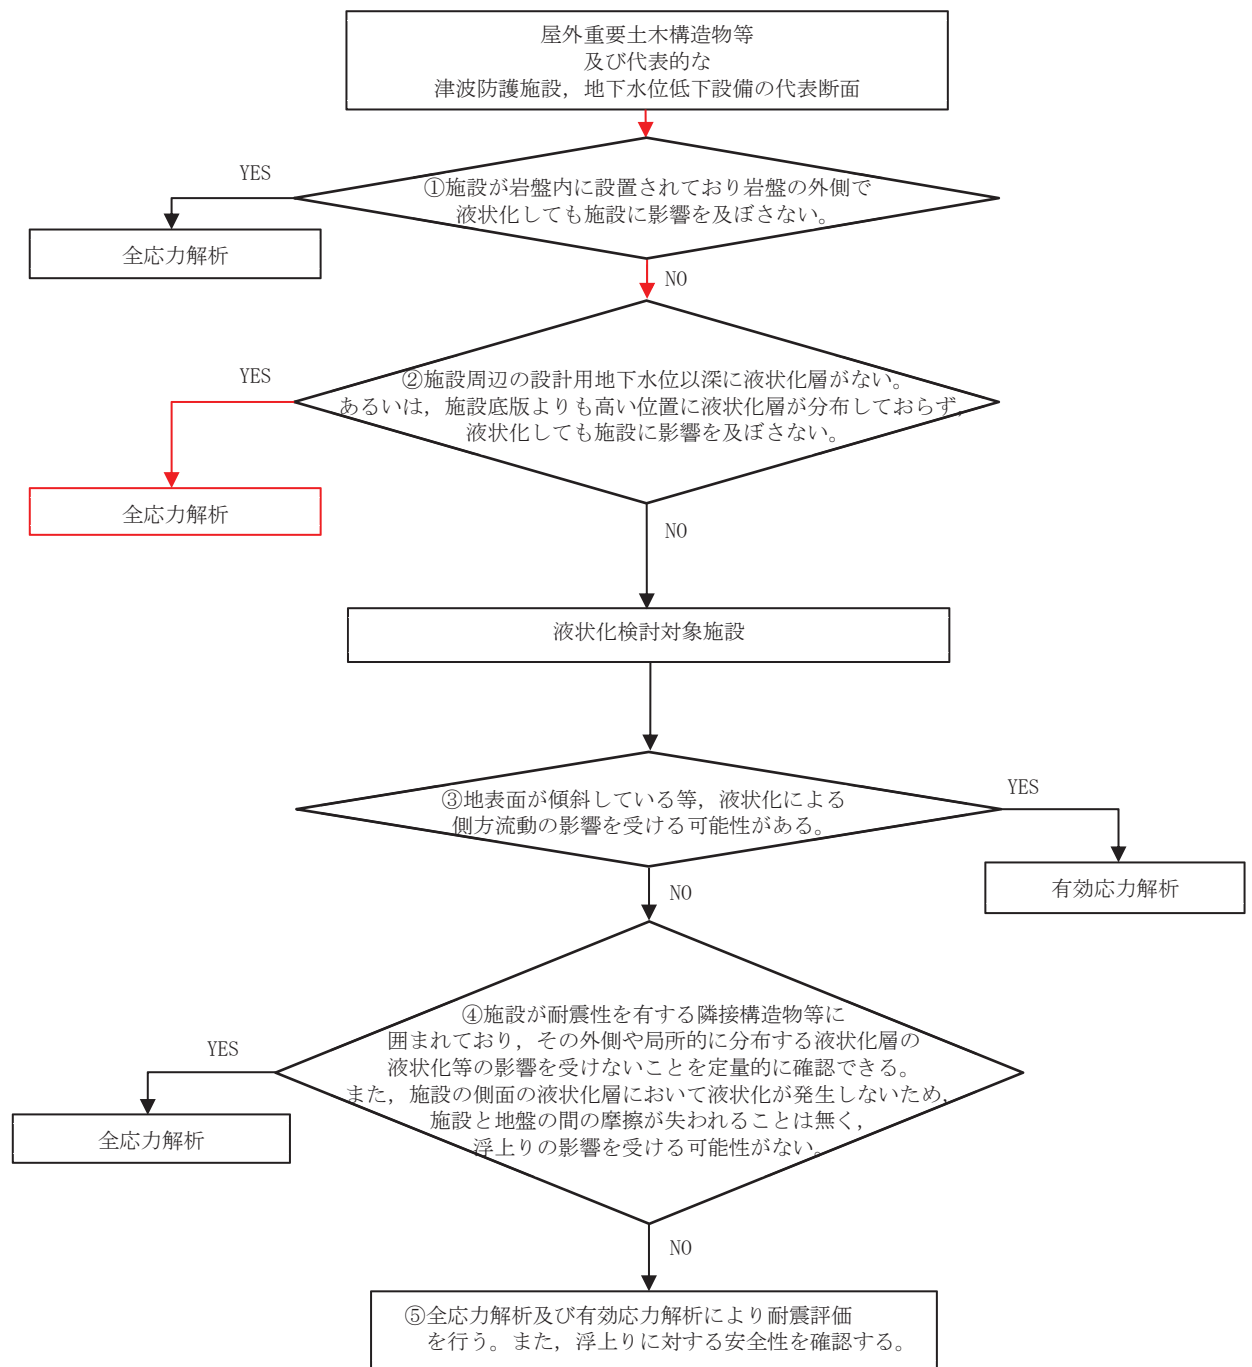 屋外重要土木構造物等
及び代表的な
津波防護施設，地下水位低下設備の代表断面
YES
①施設が岩盤内に設置されており岩盤の外側で
液状化しても施設に影響を及ぼさない。
全応力解析
NO
YES
②施設周辺の設計用地下水位以深に液状化層がない。
あるいは，施設底版よりも高い位置に液状化層が分布しておらず，
液状化しても施設に影響を及ぼさない。
全応力解析
NO
液状化検討対象施設
③地表面が傾斜している等，液状化による
側方流動の影響を受ける可能性がある。
YES
有効応力解析
NO
④施設が耐震性を有する隣接構造物等に
囲まれており，その外側や局所的に分布する液状化層の
液状化等の影響を受けないことを定量的に確認できる。
また，施設の側面の液状化層において液状化が発生しないため，
施設と地盤の間の摩擦が失われることは無く，
浮上りの影響を受ける可能性がない。
YES
全応力解析
NO
⑤全応力解析及び有効応力解析により耐震評価
を行う。また，浮上りに対する安全性を確認する。